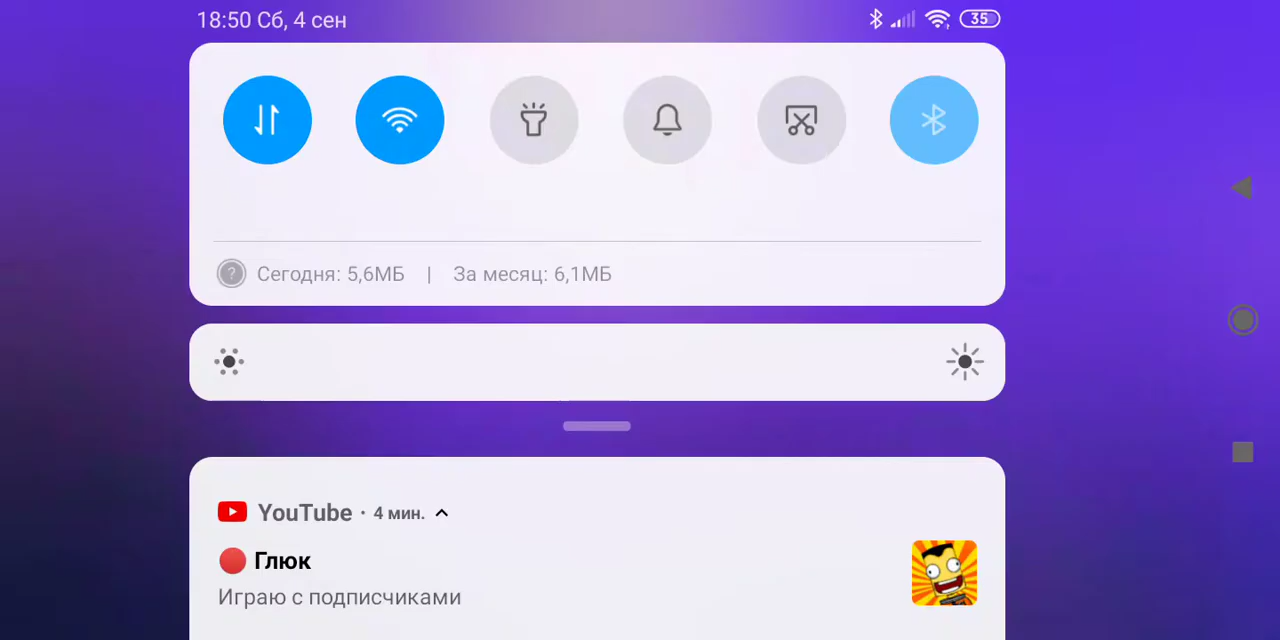 18:50 Сб, 4 сен 35
Сегодня: 5,6МБ | За месяц: 6,1МБ
YouTube · 4 мин.
Глюк
Играю с подписчиками